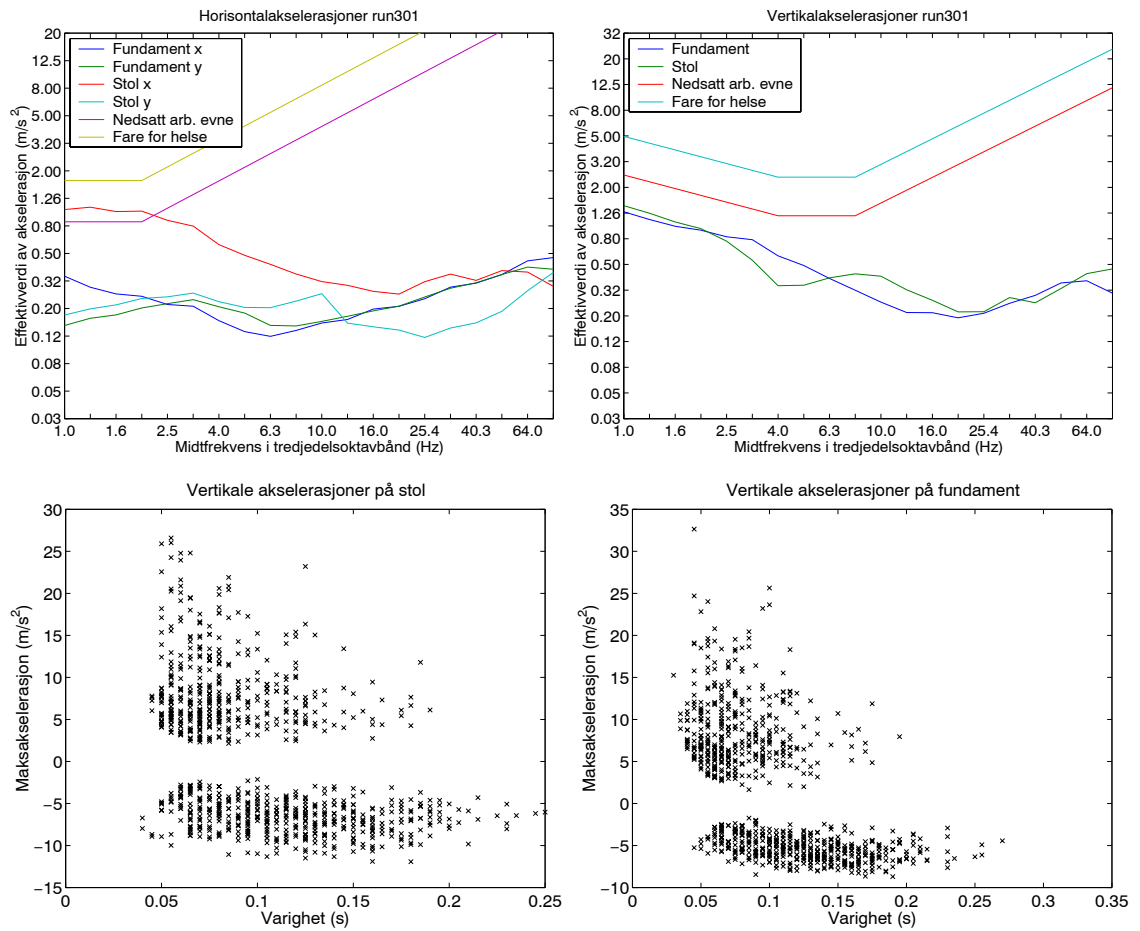 Horisontalakselerasjoner run301
Effektivverdi av akselerasjon (m/s²)
20
12.5
8.00
5.00
3.20
2.00
1.26
0.80
0.50
0.32
0.20
0.12
0.08
0.05
0.03
Fundament x
Fundament y
Stol x
Stol y
Nedsatt arb. evne
Fare for helse
1.0 1.6 2.5 4.0 6.3 10.0 16.0 25.4 40.3 64.0
Midtfrekvens i tredjedelsoktavbånd (Hz)
Vertikalakselerasjoner run301
Effektivverdi av akselerasjon (m/s²)
32
20
12.5
8.00
5.00
3.20
2.00
1.26
0.80
0.50
0.32
0.20
0.12
0.08
0.05
0.03
Fundament
Stol
Nedsatt arb. evne
Fare for helse
1.0 1.6 2.5 4.0 6.3 10.0 16.0 25.4 40.3 64.0
Midtfrekvens i tredjedelsoktavbånd (Hz)
Vertikale akselerasjoner på stol
Maksakselerasjon (m/s²)
30
25
20
15
10
5
0
−5
−10
−15
0 0.05 0.1 0.15 0.2 0.25
Varighet (s)
Vertikale akselerasjoner på fundament
Maksakselerasjon (m/s²)
35
30
25
20
15
10
5
0
−5
−10
0 0.05 0.1 0.15 0.2 0.25 0.3 0.35
Varighet (s)